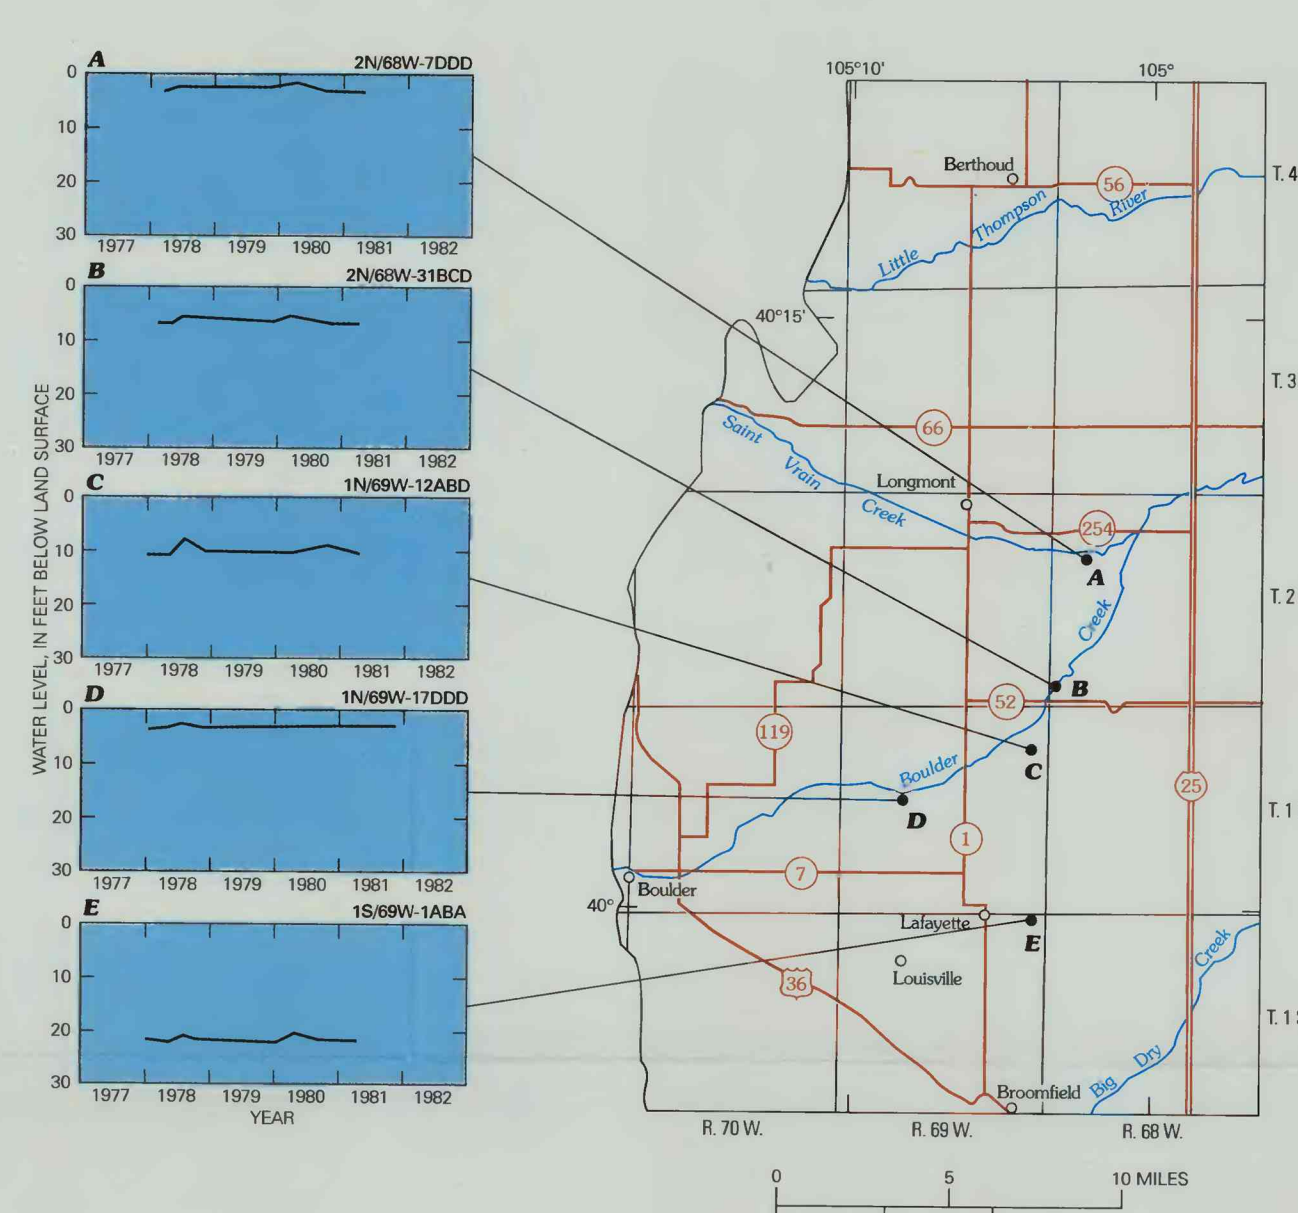 WATER LEVEL, IN FEET BELOW LAND SURFACE
A
2N/68W-7DDD
0
10
20
30
1977 1978 1979 1980 1981 1982
B
2N/68W-31BCD
0
10
20
30
1977 1978 1979 1980 1981 1982
C
1N/69W-12ABD
0
10
20
30
1977 1978 1979 1980 1981 1982
D
1N/69W-17DDD
0
10
20
30
1977 1978 1979 1980 1981 1982
E
1S/69W-1ABA
0
10
20
30
1977 1978 1979 1980 1981 1982
YEAR
105°10'
105°
Berthoud
56
T. 4
Little Thompson River
40°15'
T. 3
66
Saint Vrain Creek
Longmont
254
A
T. 2
Creek
B
52
119
C
Boulder
25
D
T. 1
1
7
Boulder
40°
Lafayette
E
Creek
Louisville
36
T. 1 S
Dry
Big
Broomfield
R. 70 W.
R. 69 W.
R. 68 W.
0
5
10 MILES